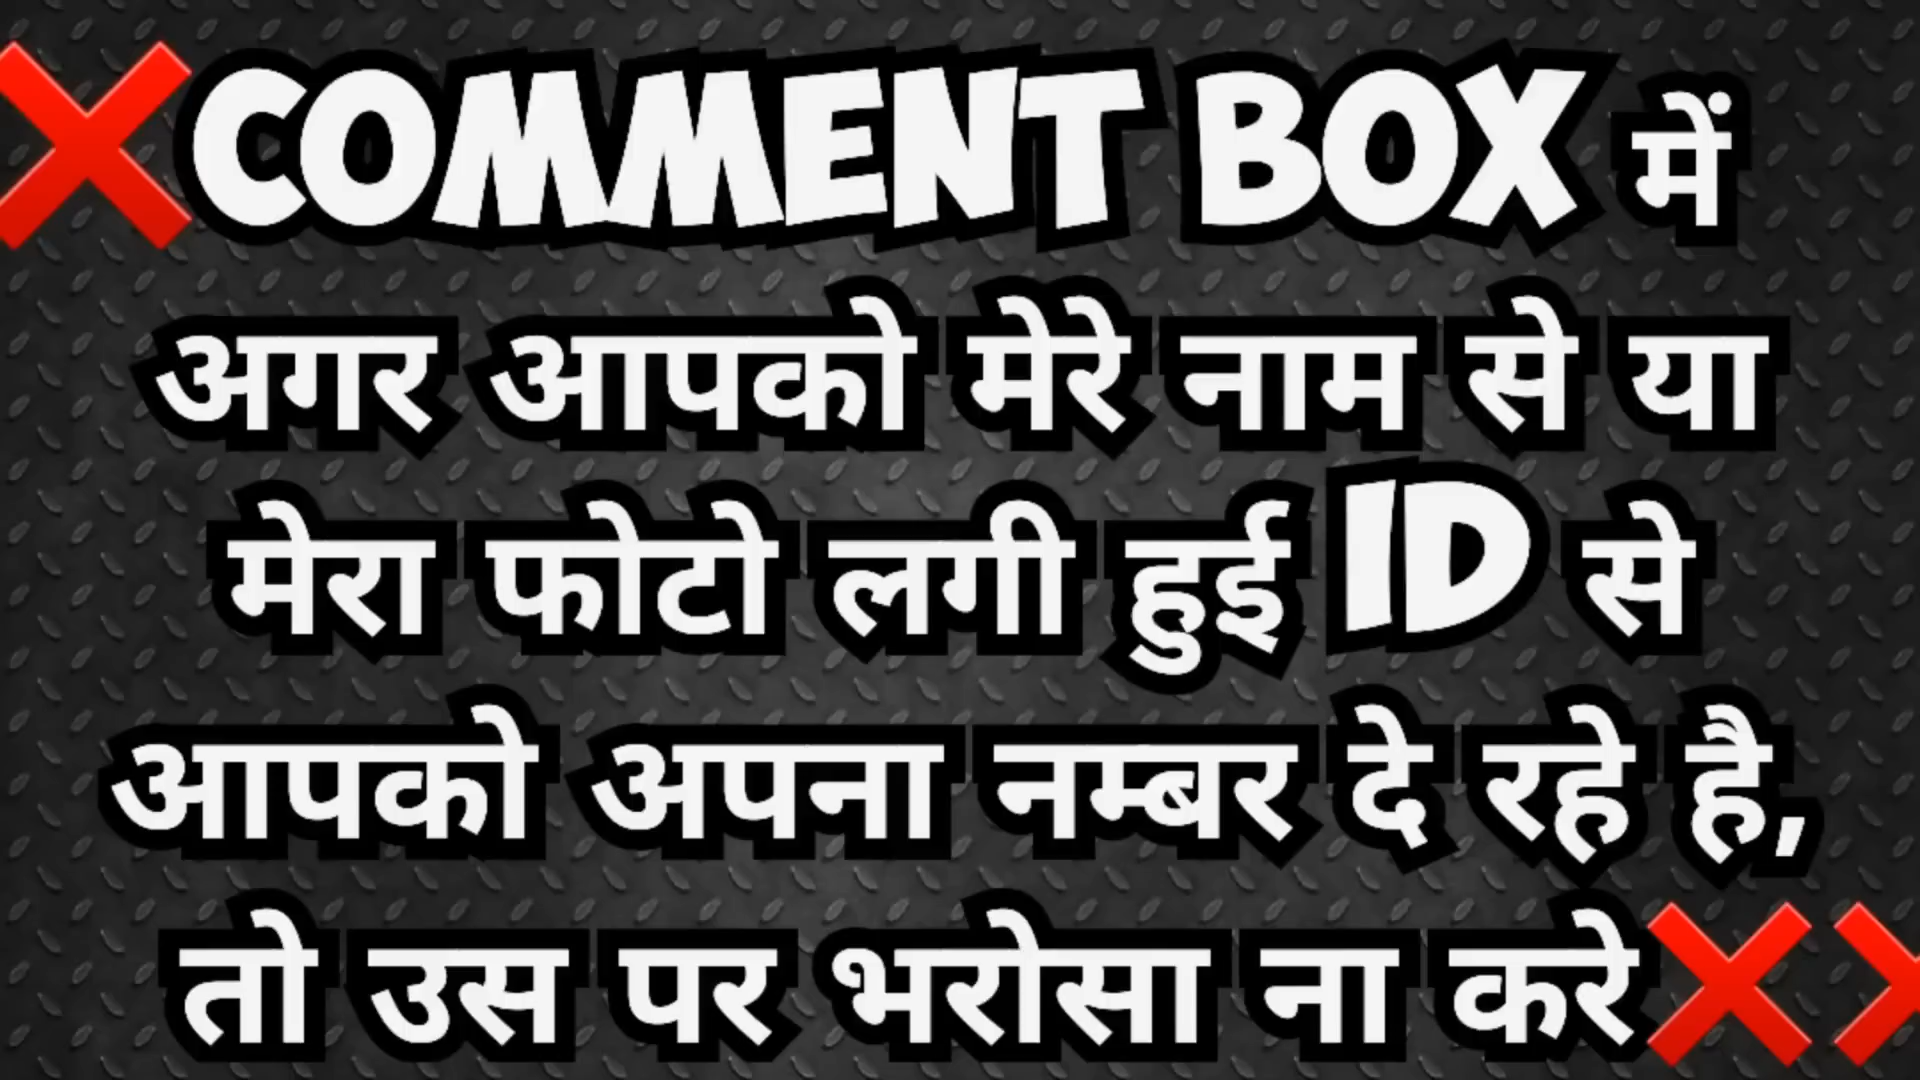 ❌COMMENT BOX में
अगर आपको मेरे नाम से या
मेरा फोटो लगी हुई ID से
आपको अपना नम्बर दे रहे है,
तो उस पर भरोसा ना करे❌❌